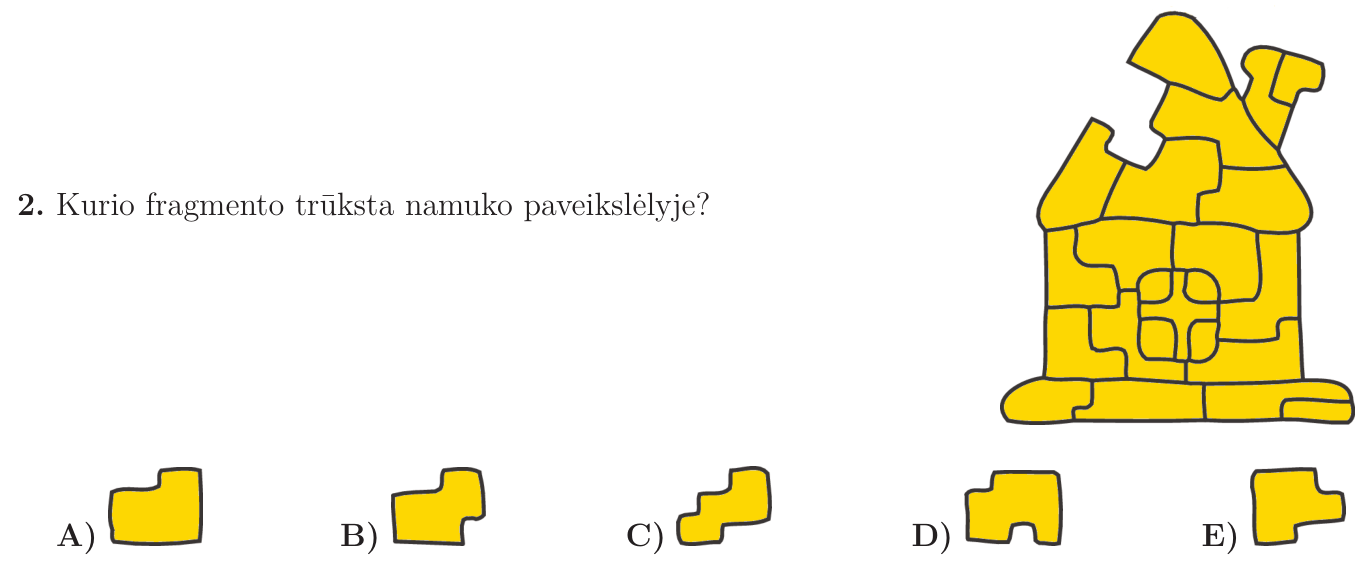 2. Kurio fragmento trūksta namuko paveikslėlyje?
A) B) C) D) E)